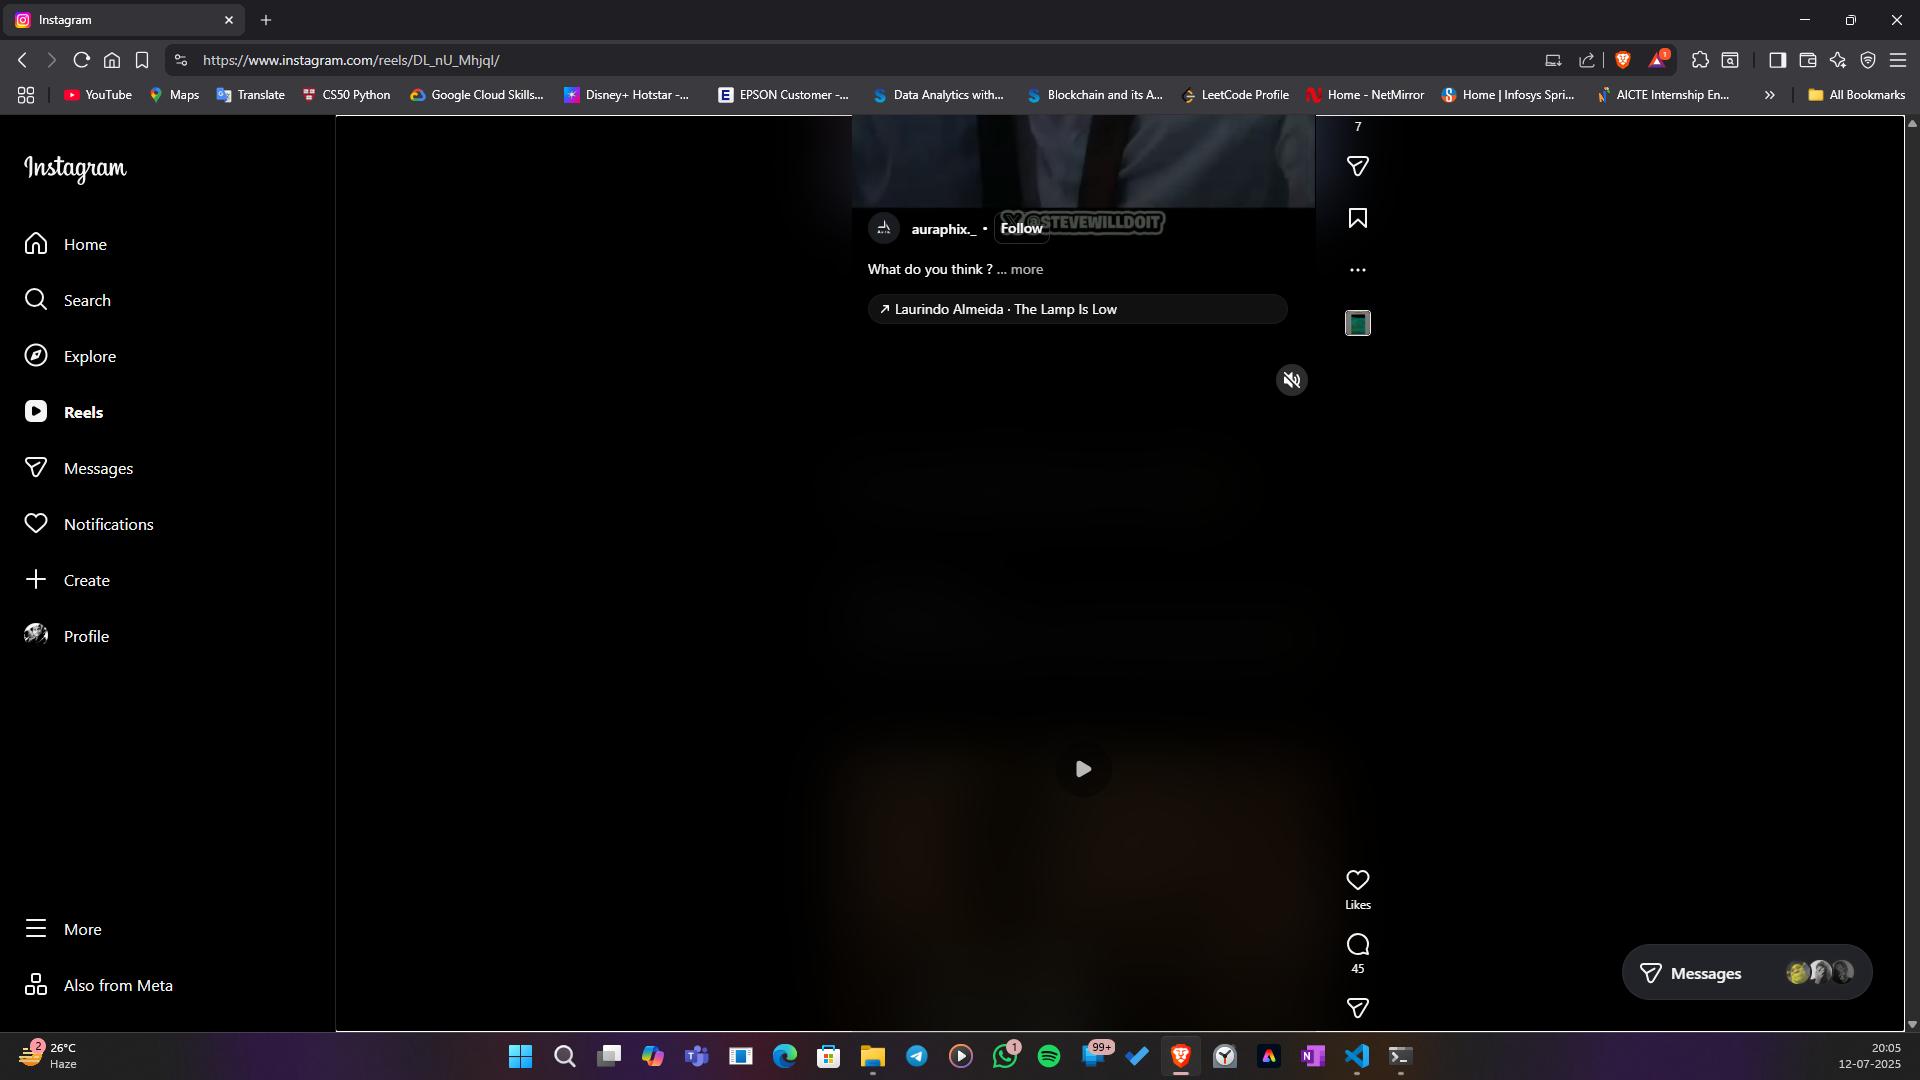 Instagram
https://www.instagram.com/reels/DL_nU_Mhjql/
YouTube
Maps
Translate
CS50 Python
Google Cloud Skills...
Disney+ Hotstar -...
EPSON Customer -...
Data Analytics with...
Blockchain and its A...
LeetCode Profile
Home - NetMirror
Home | Infosys Spri...
AICTE Internship En...
All Bookmarks
Instagram
Home
Search
Explore
Reels
Messages
Notifications
Create
Profile
More
Also from Meta
7
auraphix._ • Follow
@STEVEWILLDOIT
What do you think ? ... more
Laurindo Almeida · The Lamp Is Low
Likes
45
Messages
2
26°C
Haze
1
99+
20:05
12-07-2025